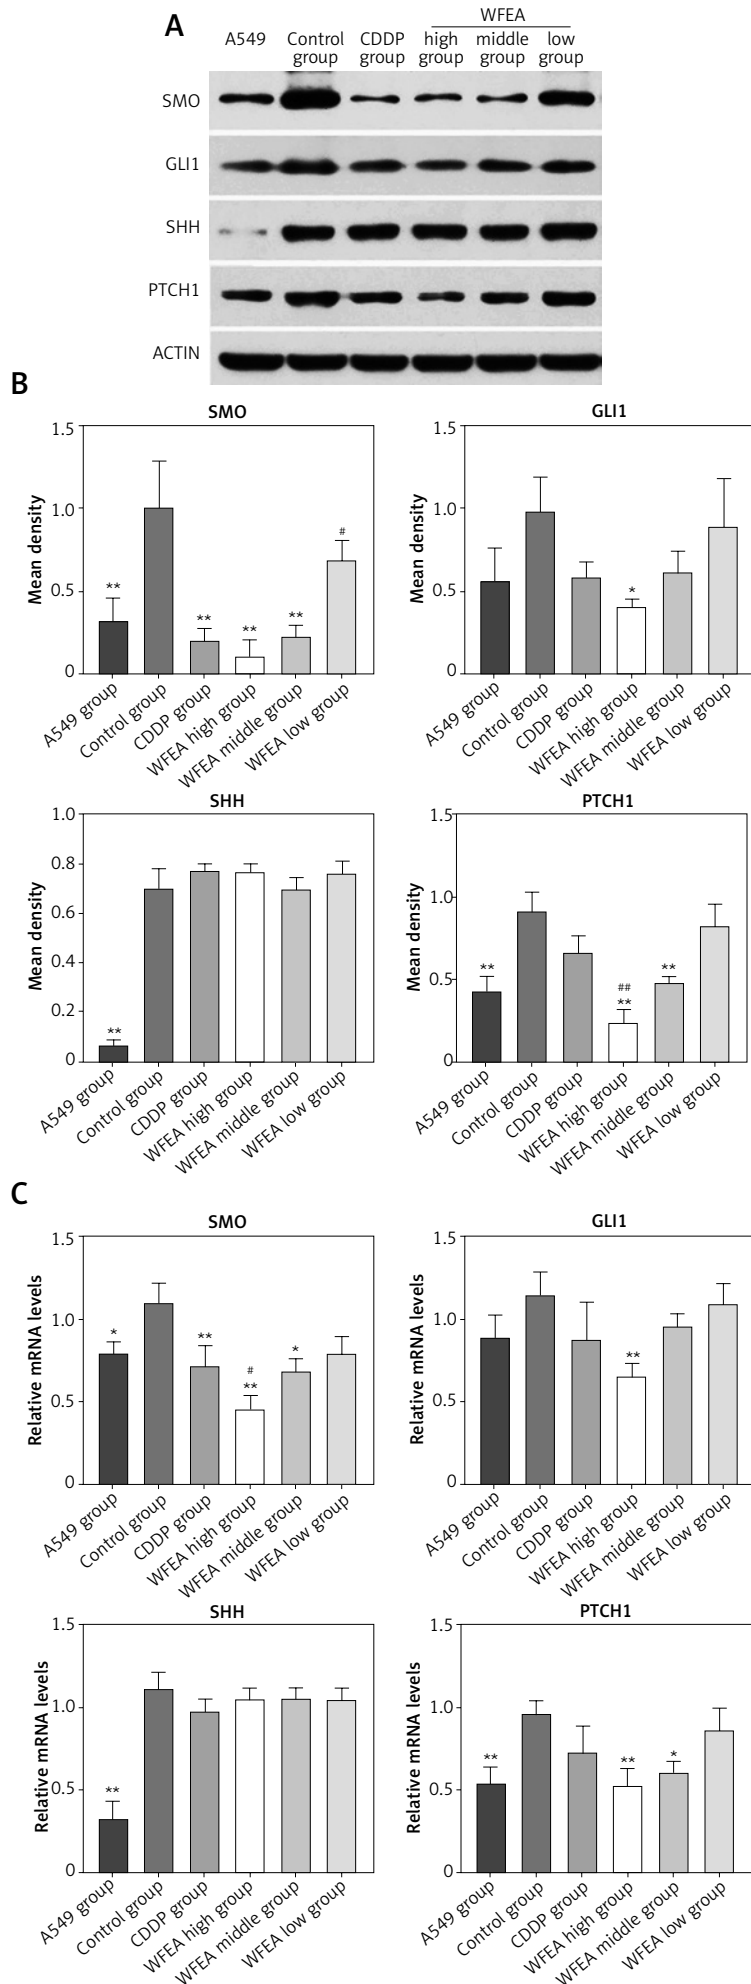 A
WFEA
A549 Control group CDDP group high group middle group low group
SMO
GLI1
SHH
PTCH1
ACTIN
B
SMO
Mean density
1.5
1.0
0.5
0
** ** ** ** #
A549 group
Control group
CDDP group
WFEA high group
WFEA middle group
WFEA low group
GLI1
Mean density
1.5
1.0
0.5
0
*
A549 group
Control group
CDDP group
WFEA high group
WFEA middle group
WFEA low group
SHH
Mean density
1.0
0.8
0.6
0.4
0.2
0
**
A549 group
Control group
CDDP group
WFEA high group
WFEA middle group
WFEA low group
PTCH1
Mean density
1.5
1.0
0.5
0
##
** ** **
A549 group
Control group
CDDP group
WFEA high group
WFEA middle group
WFEA low group
C
SMO
Relative mRNA levels
1.5
1.0
0.5
0
#
* ** ** *
A549 group
Control group
CDDP group
WFEA high group
WFEA middle group
WFEA low group
GLI1
Relative mRNA levels
1.5
1.0
0.5
0
**
A549 group
Control group
CDDP group
WFEA high group
WFEA middle group
WFEA low group
SHH
Relative mRNA levels
1.5
1.0
0.5
0
**
A549 group
Control group
CDDP group
WFEA high group
WFEA middle group
WFEA low group
PTCH1
Relative mRNA levels
1.5
1.0
0.5
0
** ** *
A549 group
Control group
CDDP group
WFEA high group
WFEA middle group
WFEA low group